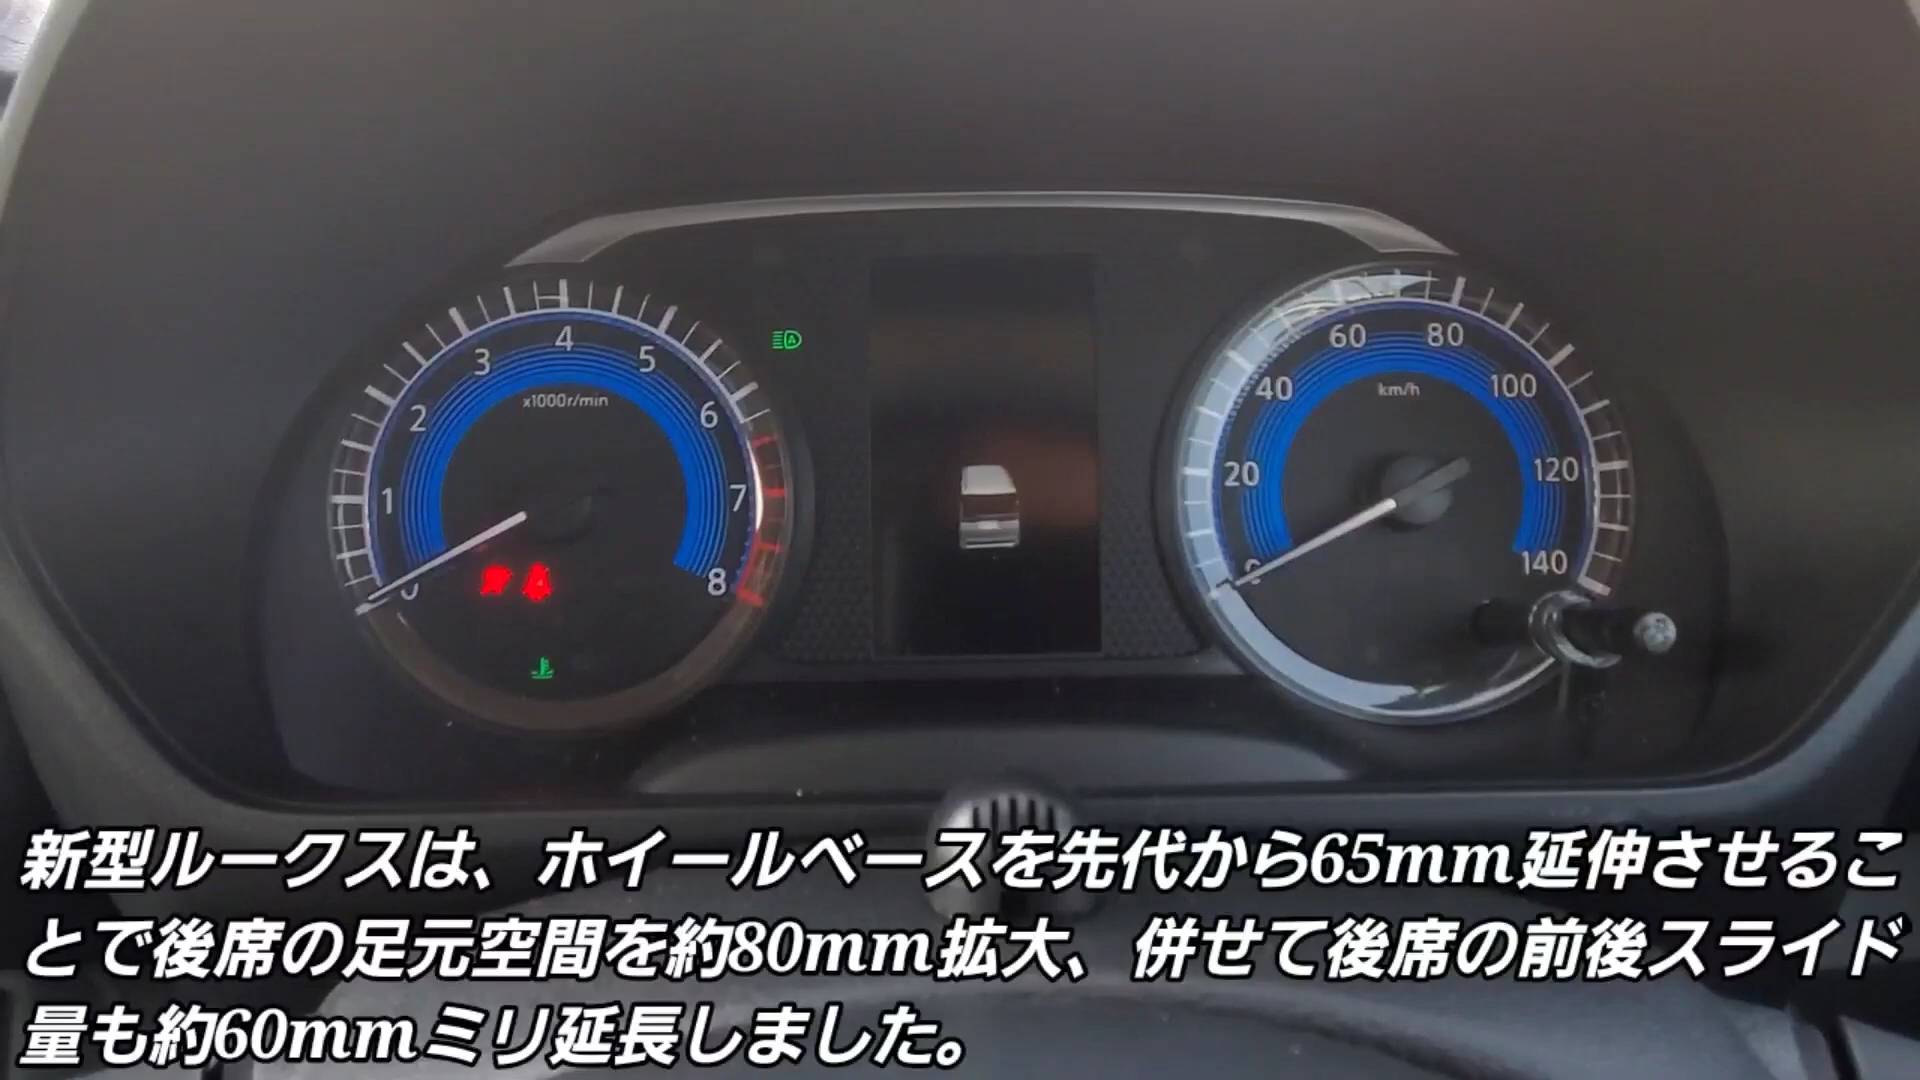 4
3 5
x1000r/min
2 6
1 7
8
60 80
km/h
40 100
20 120
0 140
新型ルークスは、ホイールベースを先代から65mm延伸させるこ
とで後席の足元空間を約80mm拡大、併せて後席の前後スライド
量も約60mmミリ延長しました。